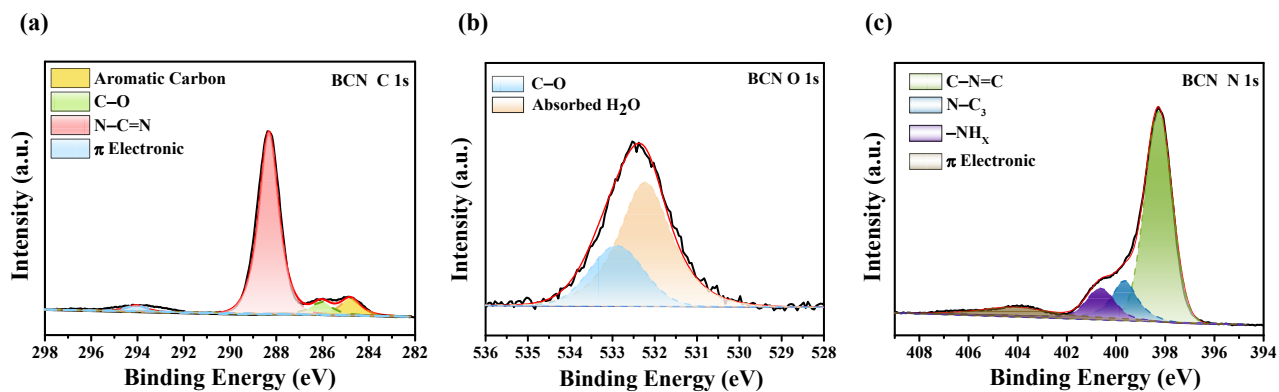 (a)
Aromatic Carbon
C–O
N–C=N
π Electronic
BCN C 1s
Intensity (a.u.)
298 296 294 292 290 288 286 284 282
Binding Energy (eV)
(b)
C–O
Absorbed H₂O
BCN O 1s
Intensity (a.u.)
536 535 534 533 532 531 530 529 528
Binding Energy (eV)
(c)
C–N=C
N–C₃
–NHₓ
π Electronic
BCN N 1s
Intensity (a.u.)
408 406 404 402 400 398 396 394
Binding Energy (eV)